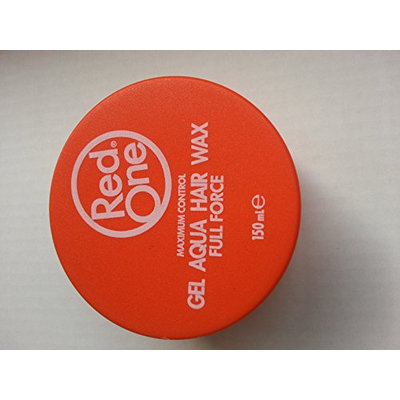 Red®
One
MAXIMUM CONTROL
GEL AQUA HAIR WAX
FULL FORCE
150 mL ℮